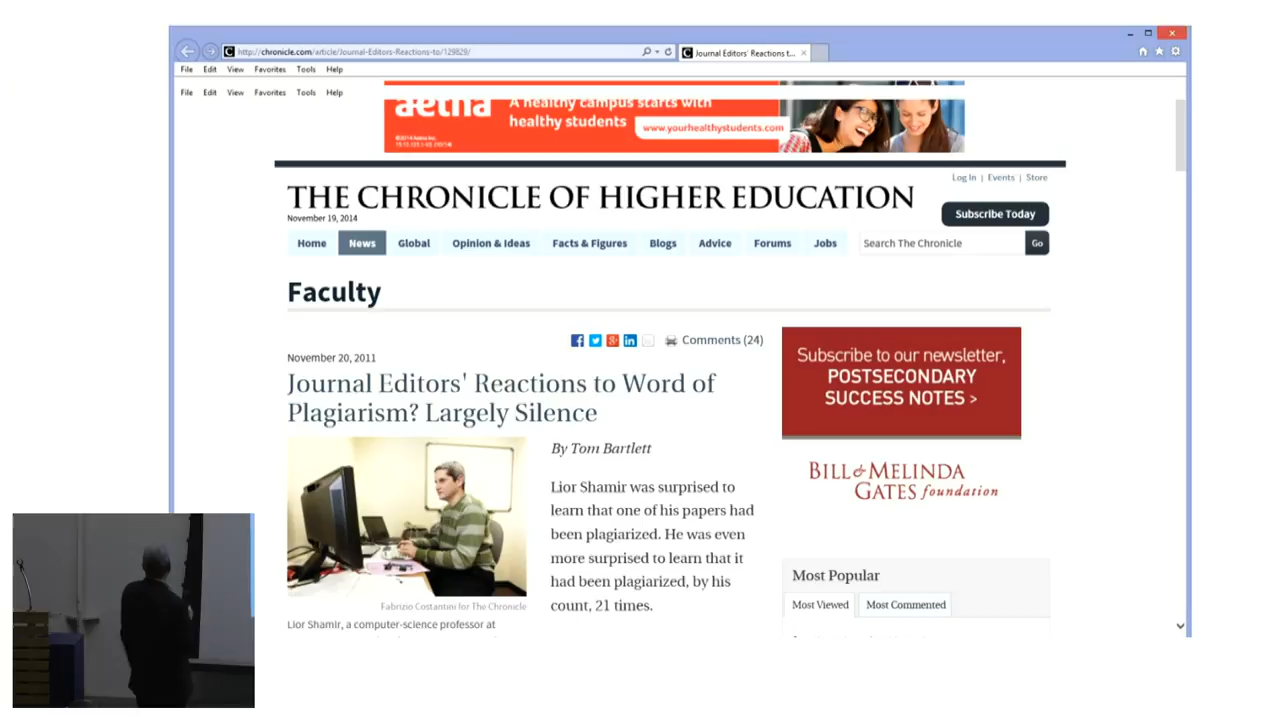 http://chronicle.com/article/Journal-Editors-Reactions-to/129829/
Journal Editors' Reactions t...
File Edit View Favorites Tools Help
File Edit View Favorites Tools Help
aetna
A healthy campus starts with
healthy students
www.yourhealthystudents.com
Log In | Events | Store
THE CHRONICLE OF HIGHER EDUCATION
November 19, 2014
Subscribe Today
Home News Global Opinion & Ideas Facts & Figures Blogs Advice Forums Jobs
Search The Chronicle
Go
Faculty
Comments (24)
November 20, 2011
Journal Editors' Reactions to Word of
Plagiarism? Largely Silence
By Tom Bartlett
Lior Shamir was surprised to
learn that one of his papers had
been plagiarized. He was even
more surprised to learn that it
had been plagiarized, by his
count, 21 times.
Fabrizio Costantini for The Chronicle
Lior Shamir, a computer-science professor at
Subscribe to our newsletter,
POSTSECONDARY
SUCCESS NOTES >
BILL & MELINDA
GATES foundation
Most Popular
Most Viewed Most Commented